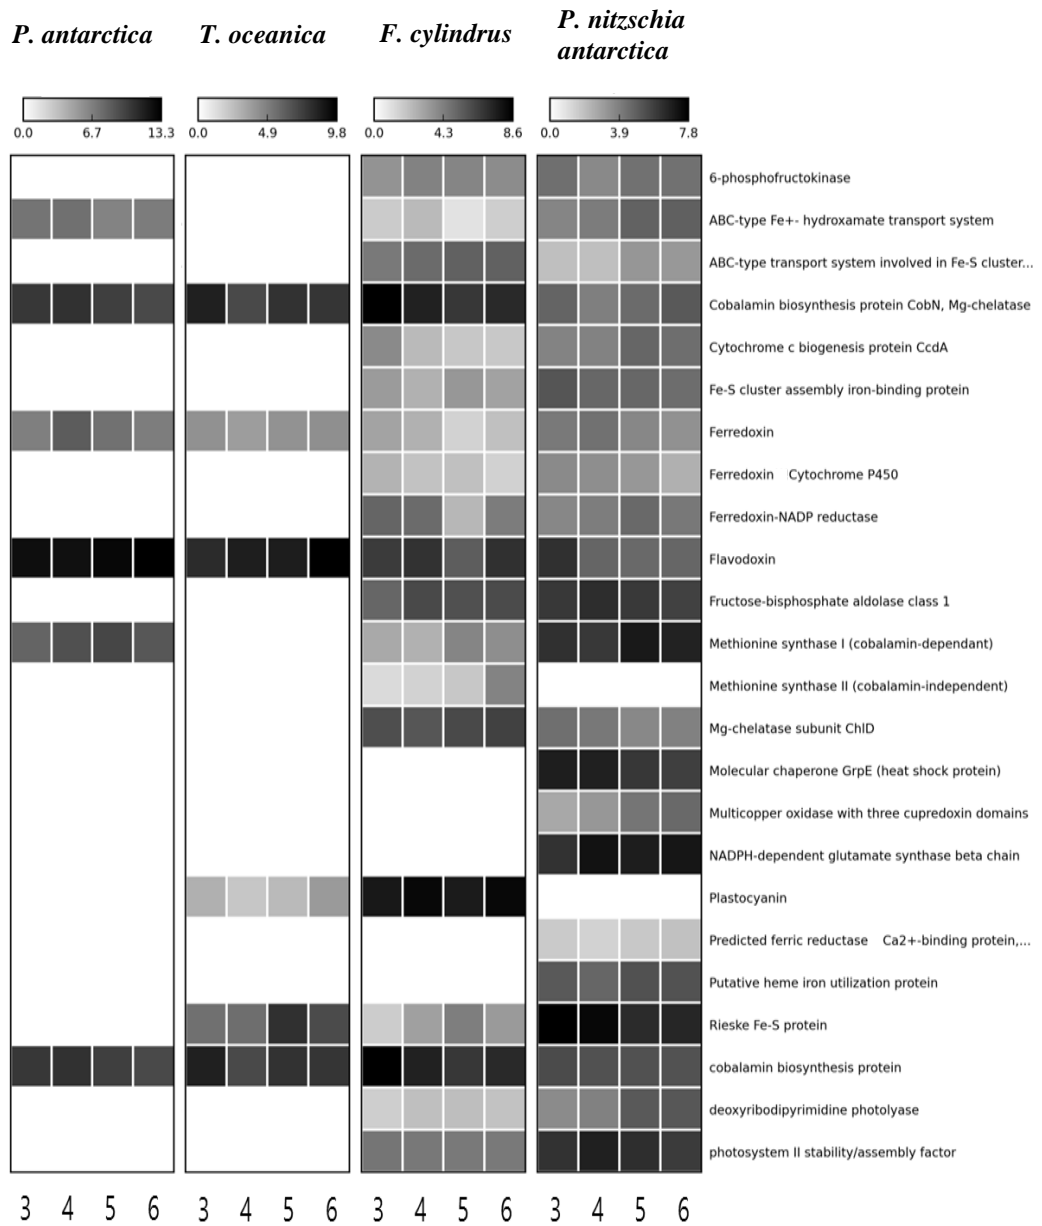 P. antarctica T. oceanica F. cylindrus P. nitzschia
antarctica
0.0 6.7 13.3 0.0 4.9 9.8 0.0 4.3 8.6 0.0 3.9 7.8
6-phosphofructokinase
ABC-type Fe+- hydroxamate transport system
ABC-type transport system involved in Fe-S cluster...
Cobalamin biosynthesis protein CobN, Mg-chelatase
Cytochrome c biogenesis protein CcdA
Fe-S cluster assembly iron-binding protein
Ferredoxin
Ferredoxin Cytochrome P450
Ferredoxin-NADP reductase
Flavodoxin
Fructose-bisphosphate aldolase class 1
Methionine synthase I (cobalamin-dependant)
Methionine synthase II (cobalamin-independent)
Mg-chelatase subunit ChlD
Molecular chaperone GrpE (heat shock protein)
Multicopper oxidase with three cupredoxin domains
NADPH-dependent glutamate synthase beta chain
Plastocyanin
Predicted ferric reductase Ca2+-binding protein,...
Putative heme iron utilization protein
Rieske Fe-S protein
cobalamin biosynthesis protein
deoxyribodipyrimidine photolyase
photosystem II stability/assembly factor
3 4 5 6 3 4 5 6 3 4 5 6 3 4 5 6